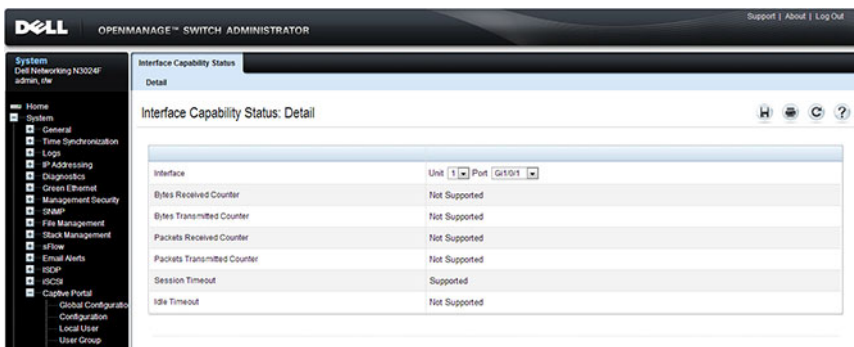 DELL
OPENMANAGE™ SWITCH ADMINISTRATOR
Support | About | Log Out
System
Dell Networking N3024F
admin, r/w
Home
System
General
Time Synchronization
Logs
IP Addressing
Diagnostics
Green Ethernet
Management Security
SNMP
File Management
Stack Management
sFlow
Email Alerts
ISDP
iSCSI
Captive Portal
Global Configuratio
Configuration
Local User
User Group
Interface Capability Status
Detail
Interface Capability Status: Detail
Interface Unit 1 Port Gi1/0/1
Bytes Received Counter Not Supported
Bytes Transmitted Counter Not Supported
Packets Received Counter Not Supported
Packets Transmitted Counter Not Supported
Session Timeout Supported
Idle Timeout Not Supported